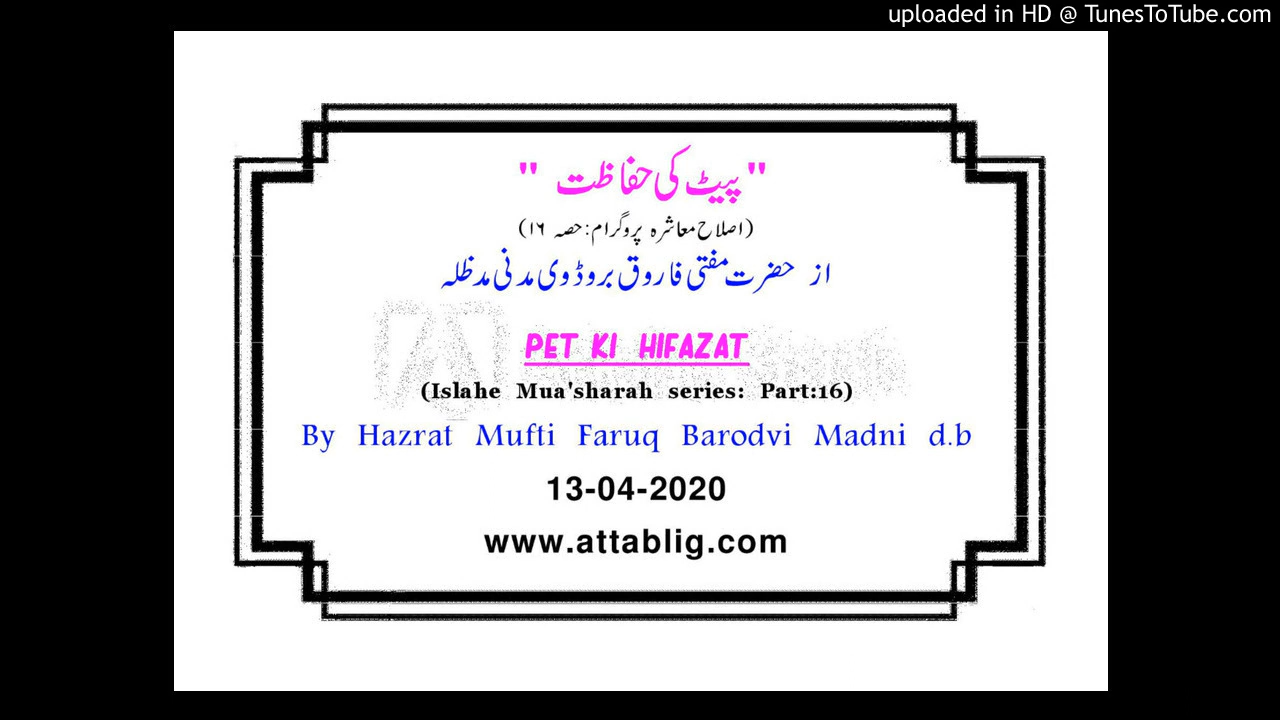 uploaded in HD @ TunesToTube.com
" پیٹ کی حفاظت "
(اصلاح معاشرہ پروگرام: حصہ ١٦)
از حضرت مفتی فاروق بروڈوی مدنی مدظلہ
PET KI HIFAZAT
(Islahe Mua'sharah series: Part:16)
By Hazrat Mufti Faruq Barodvi Madni d.b
13-04-2020
www.attablig.com